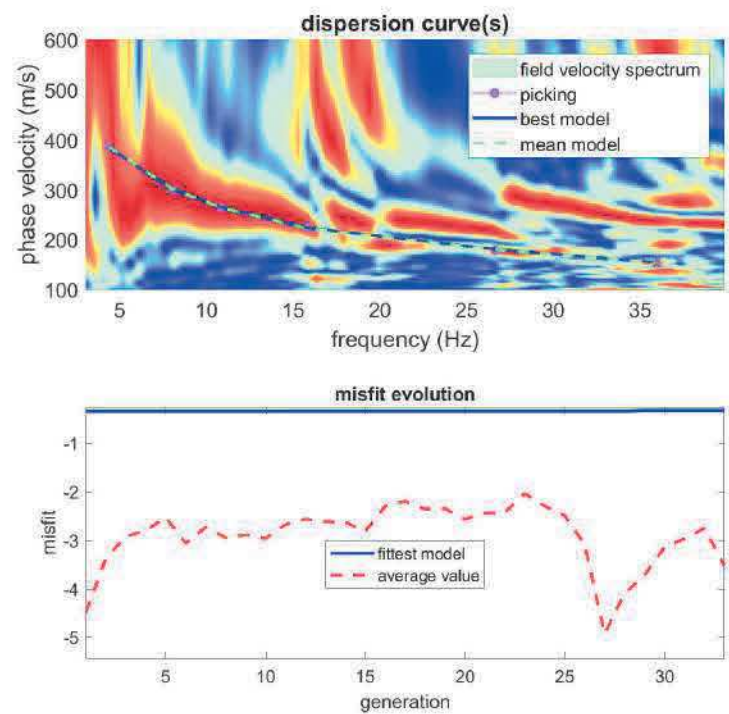 dispersion curve(s)
600
500
400
300
200
100
phase velocity (m/s)
field velocity spectrum
picking
best model
mean model
5 10 15 20 25 30 35
frequency (Hz)
misfit evolution
-1
-2
-3
-4
-5
misfit
fittest model
average value
5 10 15 20 25 30
generation